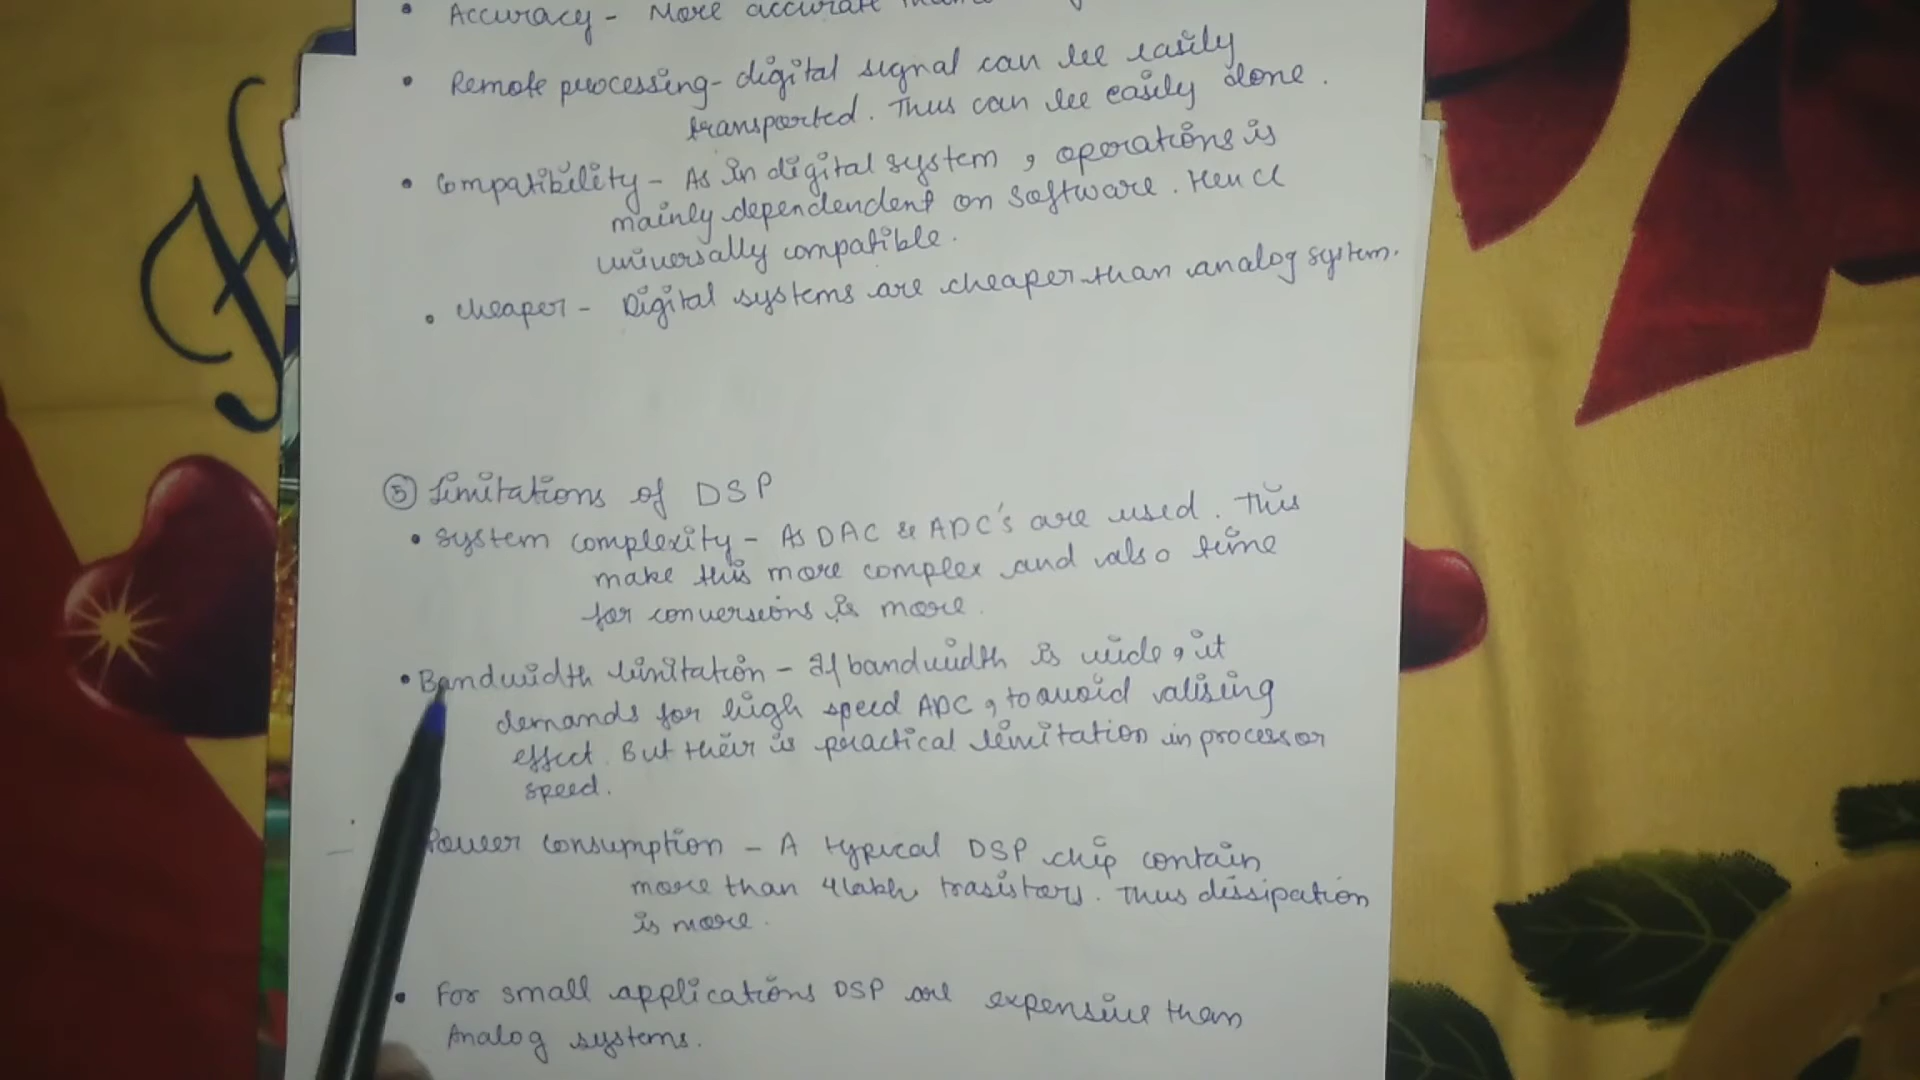 • Accuracy - More accurate
• Remote processing - digital signal can be easily
transported. Thus can be easily done.
• Compatibility - As in digital system, operations is
mainly dependendent on software. Hence
universally compatible.
• cheaper - Digital systems are cheaper than analog system.
⑤ Limitations of DSP
• System complexity - As DAC & ADC's are used. This
make this more complex and also time
for conversions is more.
• Bandwidth limitation - If bandwidth is wide, it
demands for high speed ADC, to avoid alising
effect. But their is practical limitation in processor
speed.
Power consumption - A typical DSP chip contain
more than 4 lakh trasistors. Thus dissipation
is more.
• For small applications DSP are expensive than
Analog systems.